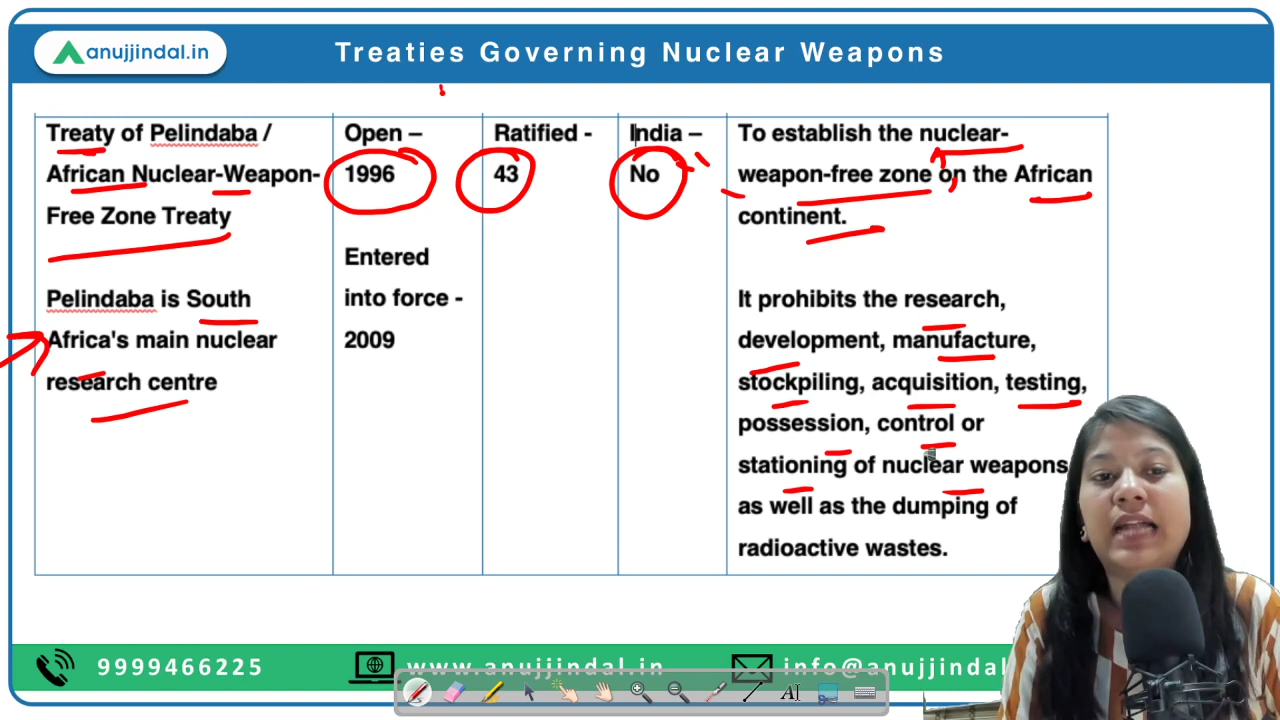 anujjindal.in
Treaties Governing Nuclear Weapons
Treaty of Pelindaba /
African Nuclear-Weapon-
Free Zone Treaty
Pelindaba is South
Africa's main nuclear
research centre
Open –
1996
Entered
into force -
2009
Ratified -
43
India –
No
To establish the nuclear-
weapon-free zone on the African
continent.
It prohibits the research,
development, manufacture,
stockpiling, acquisition, testing,
possession, control or
stationing of nuclear weapons
as well as the dumping of
radioactive wastes.
9999466225
www.anujjindal.in
info@anujjindal